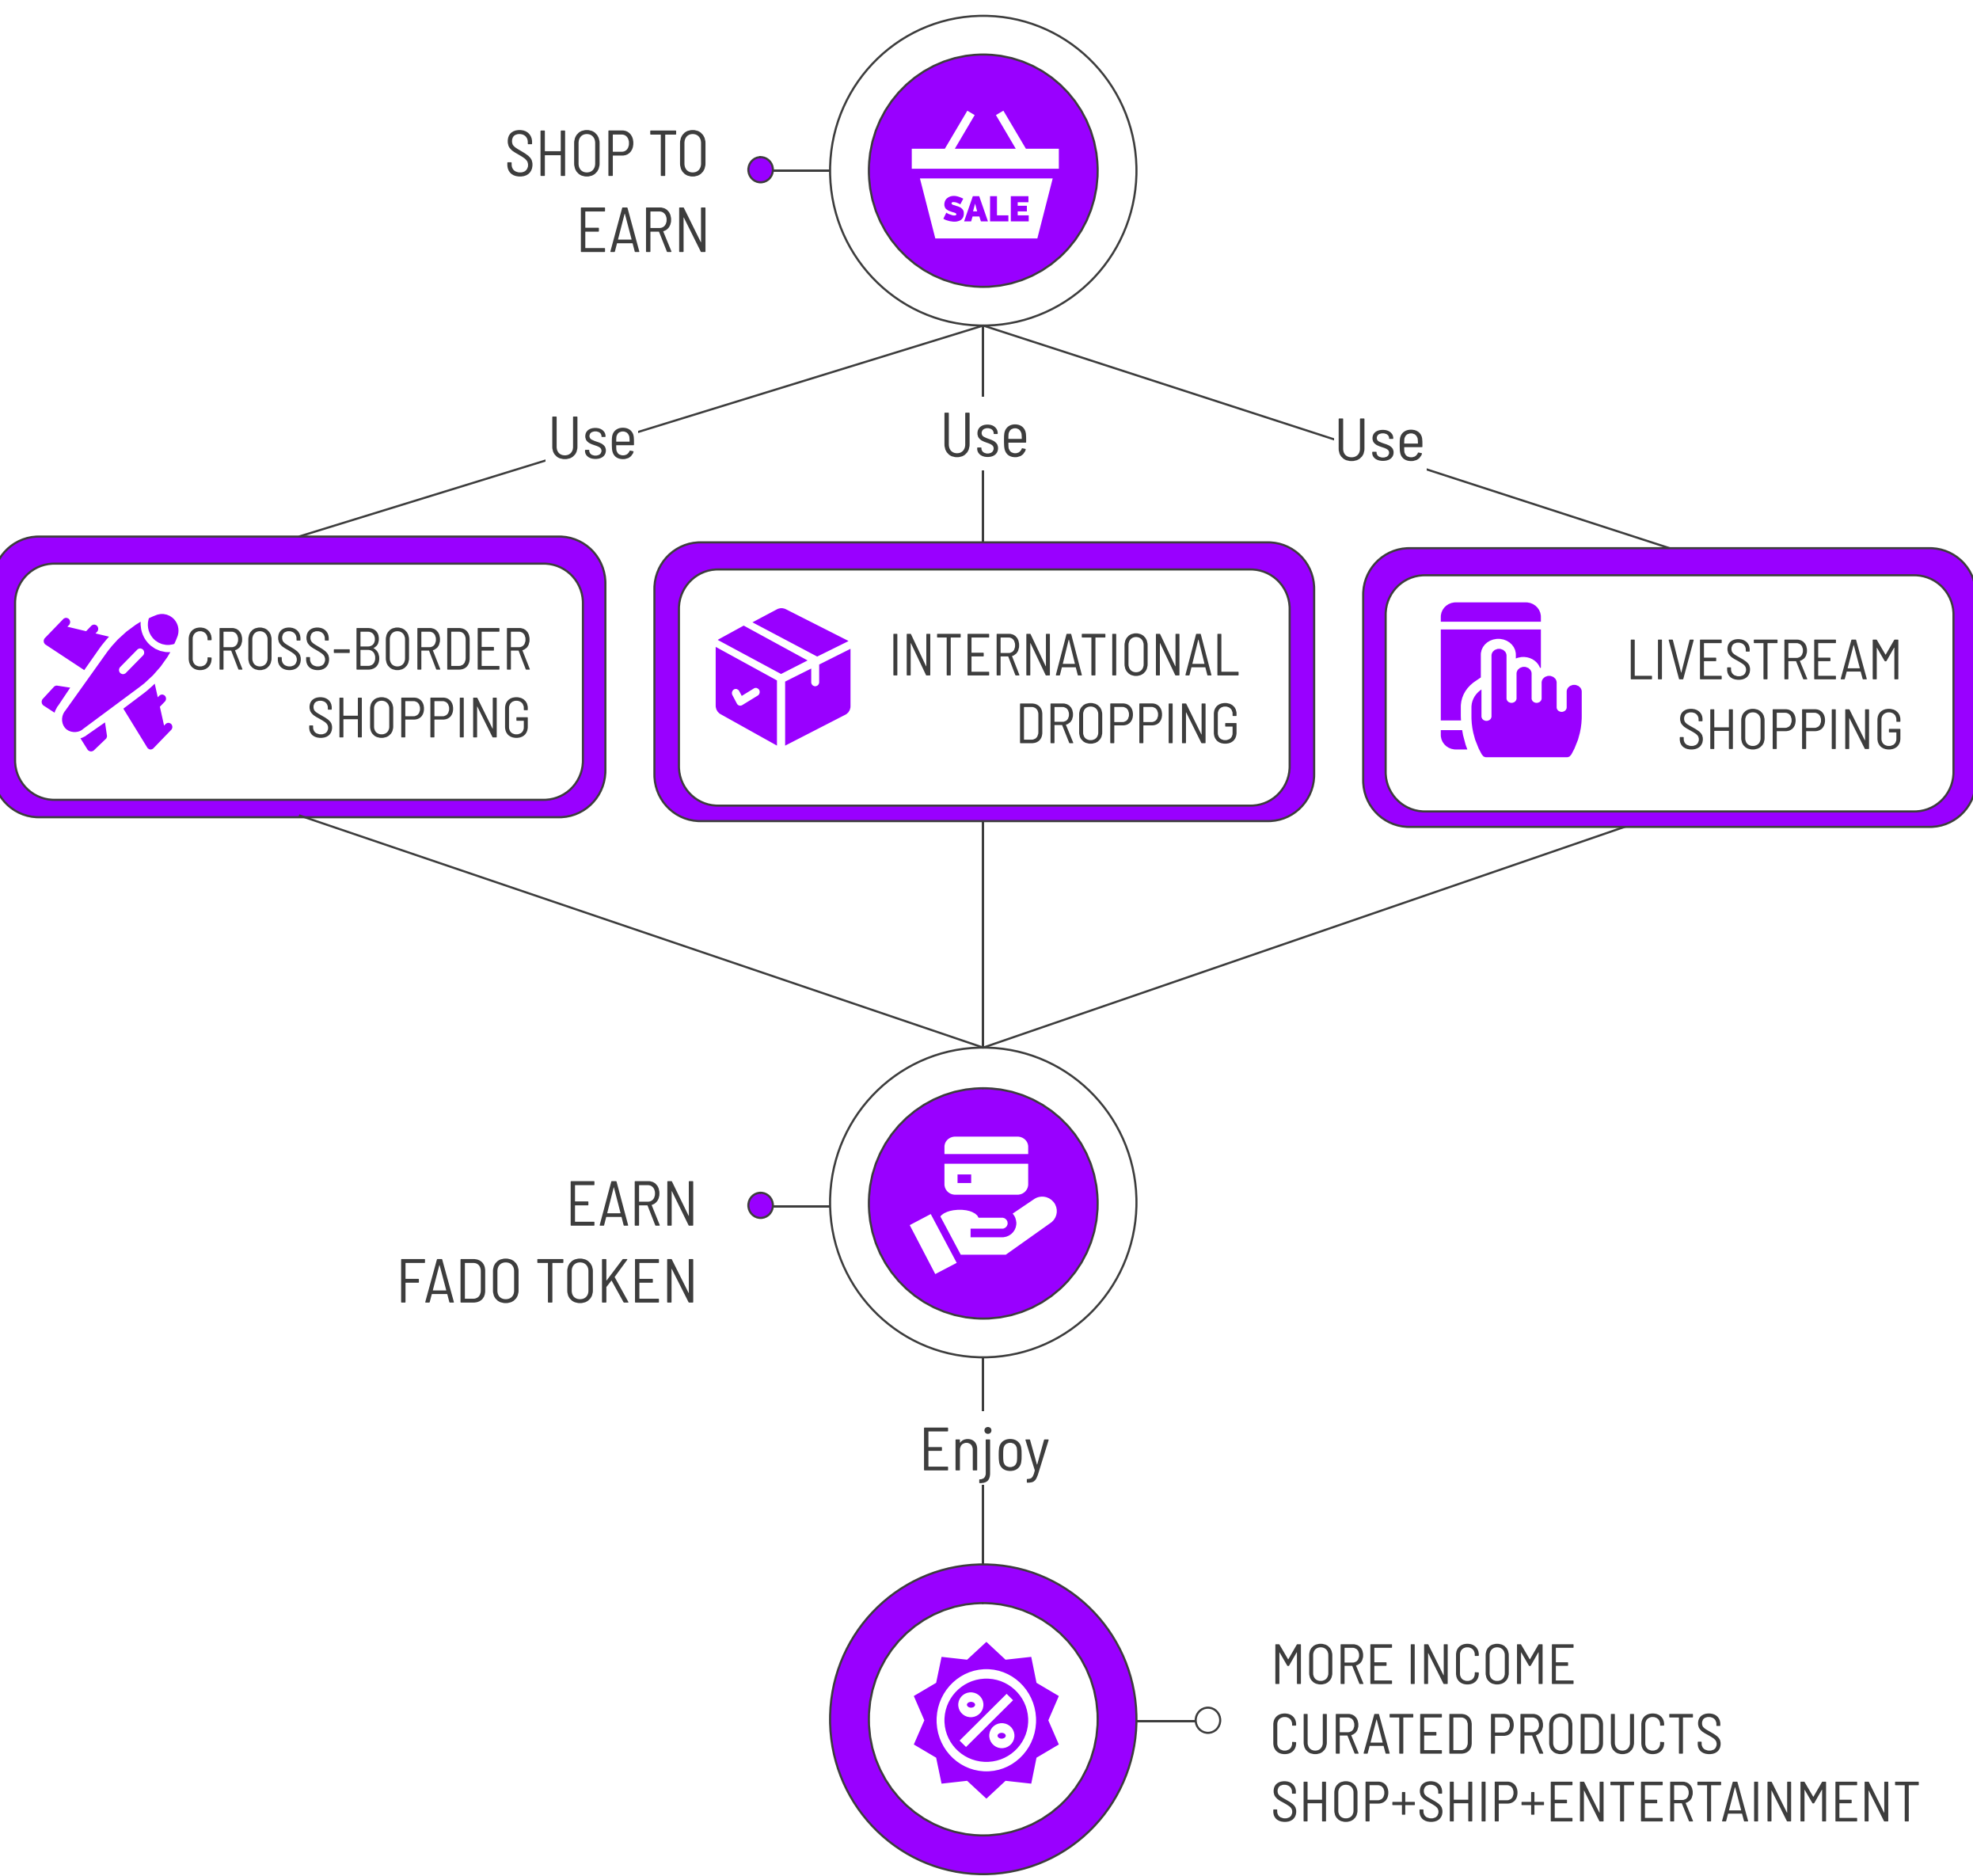 SHOP TO
EARN
SALE
Use
Use
Use
CROSS-BORDER
SHOPPING
INTERNATIONAL
DROPPING
LIVESTREAM
SHOPPING
EARN
FADO TOKEN
Enjoy
MORE INCOME
CURATED PRODUCTS
SHOP+SHIP+ENTERTAINMENT